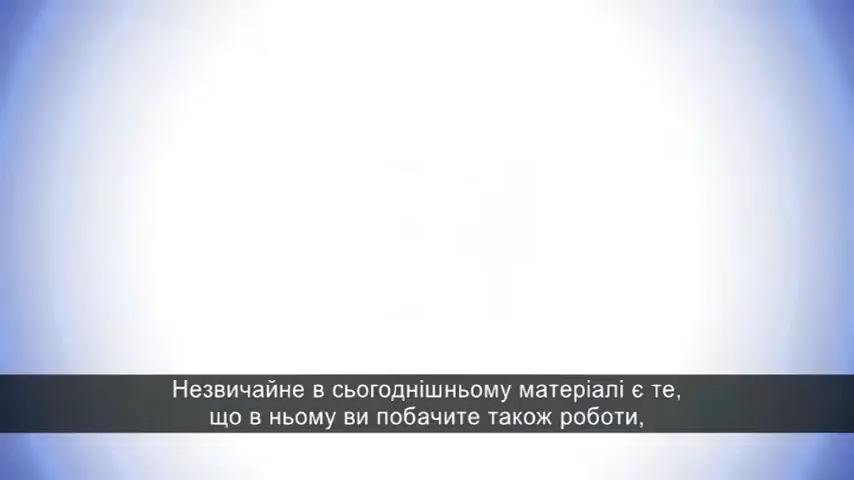 Незвичайне в сьогоднішньому матеріалі є те,
що в ньому ви побачите також роботи,